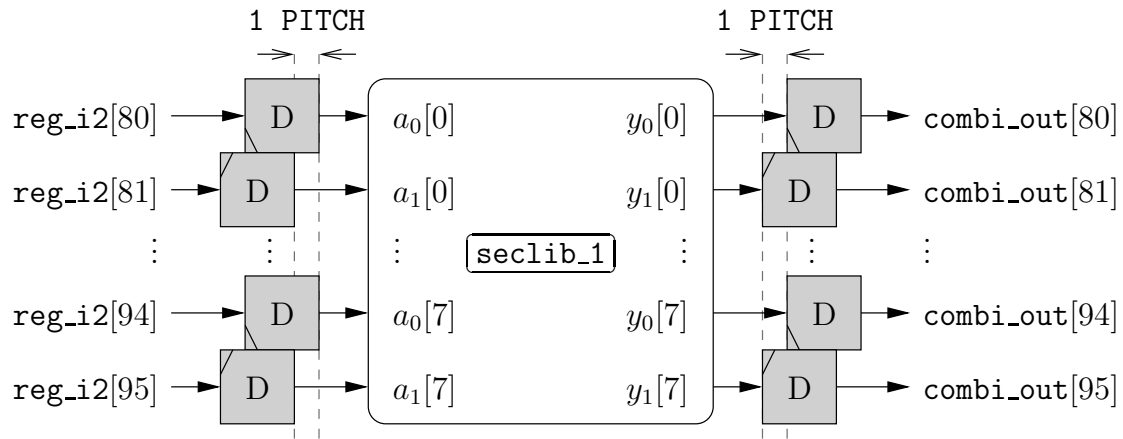 1 PITCH 1 PITCH
reg_i2[80] D a₀[0] y₀[0] D combi_out[80]
reg_i2[81] D a₁[0] y₁[0] D combi_out[81]
⋮ ⋮ ⋮ seclib_1 ⋮ ⋮ ⋮
reg_i2[94] D a₀[7] y₀[7] D combi_out[94]
reg_i2[95] D a₁[7] y₁[7] D combi_out[95]